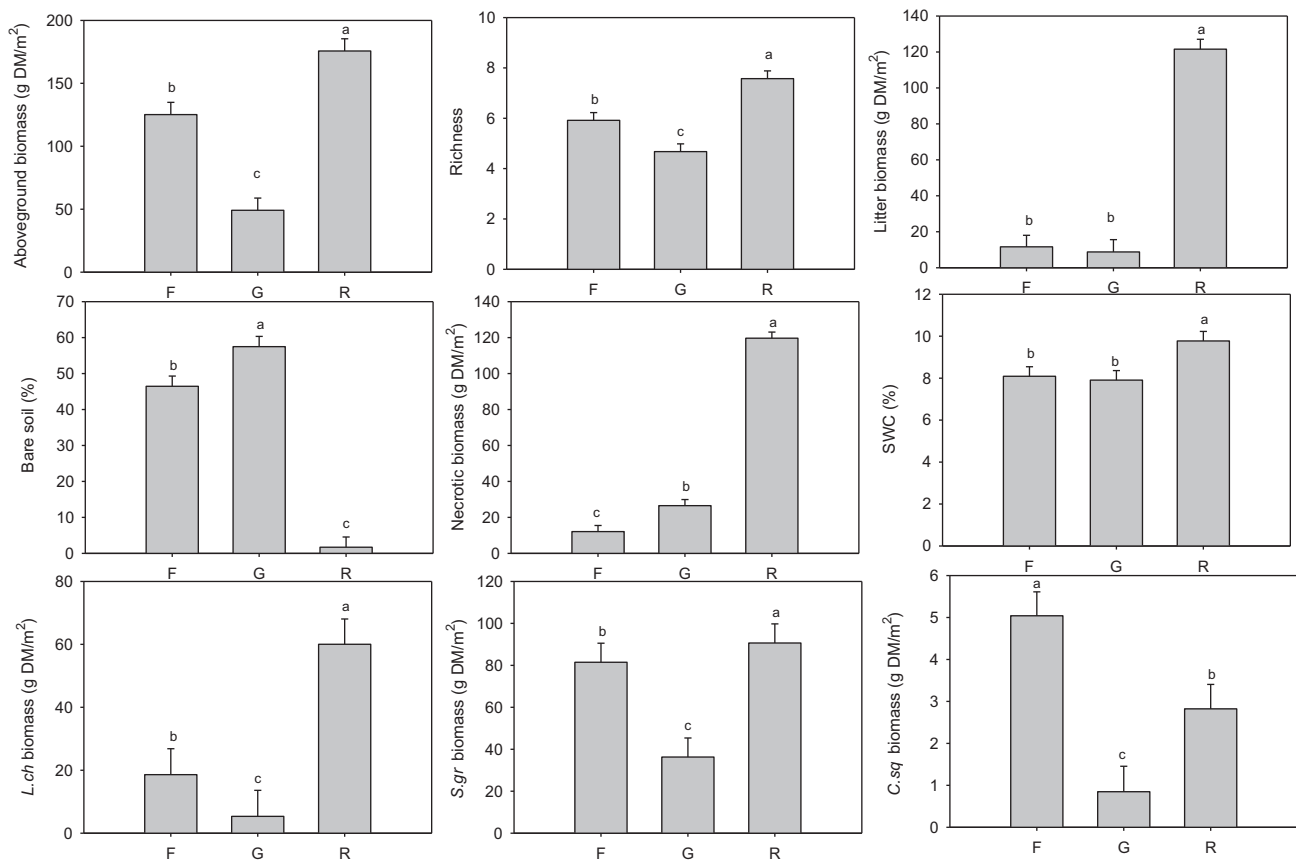 Aboveground biomass (g DM/m²)
200
150
100
50
0
b
c
a
F G R
Richness
10
8
6
4
2
0
b
c
a
F G R
Litter biomass (g DM/m²)
140
120
100
80
60
40
20
0
b
b
a
F G R
Bare soil (%)
70
60
50
40
30
20
10
0
b
a
c
F G R
Necrotic biomass (g DM/m²)
140
120
100
80
60
40
20
0
c
b
a
F G R
SWC (%)
12
10
8
6
4
2
0
b
b
a
F G R
L.ch biomass (g DM/m²)
80
60
40
20
0
b
c
a
F G R
S.gr biomass (g DM/m²)
120
100
80
60
40
20
0
b
c
a
F G R
C.sq biomass (g DM/m²)
6
5
4
3
2
1
0
a
c
b
F G R